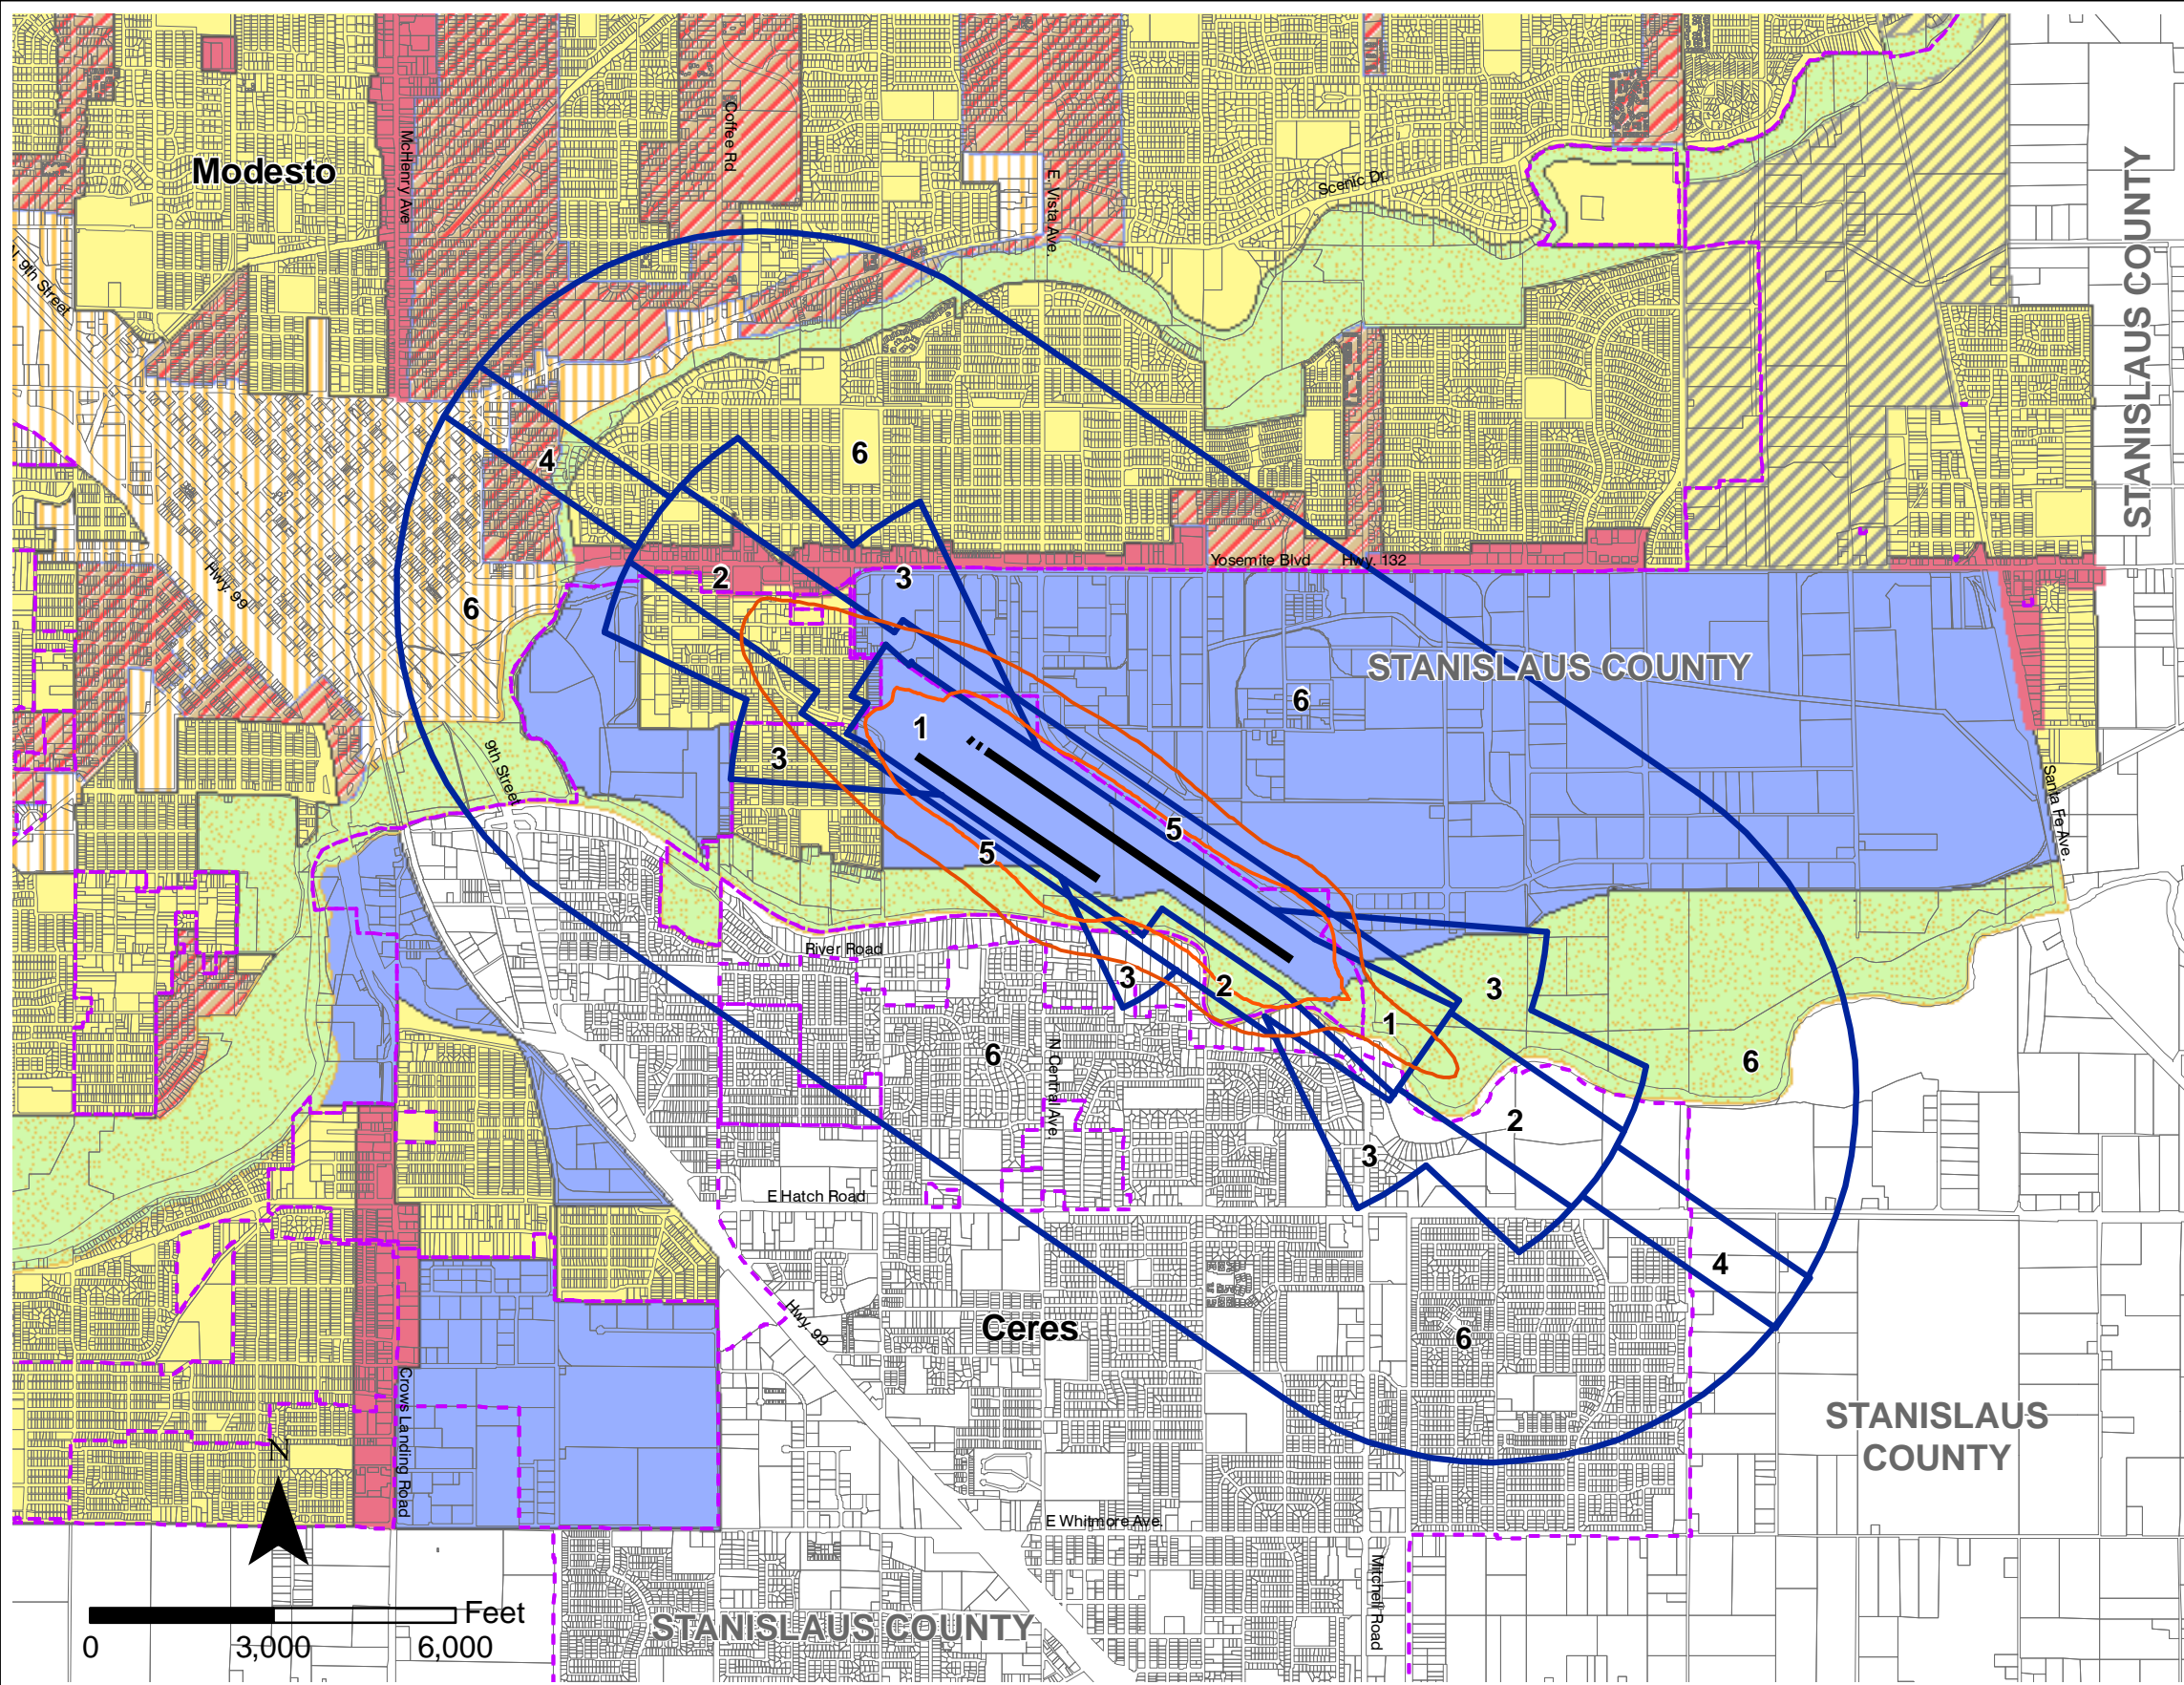 Modesto
McHenry Ave
Coffee Rd
E Vista Ave.
Scenic Dr.
STANISLAUS COUNTY
N. 9th Street
6
4
Yosemite Blvd
Hwy. 132
2
3
Hwy. 99
6
STANISLAUS COUNTY
6
1
3
9th Street
5
5
Santa Fe Ave.
River Road
3
2
3
1
6
N Central Ave.
6
2
3
E Hatch Road
4
Hwy. 99
Ceres
6
Crows Landing Road
STANISLAUS
COUNTY
N
E Whitmore Ave.
Mitchell Road
Feet
0 3,000 6,000
STANISLAUS COUNTY